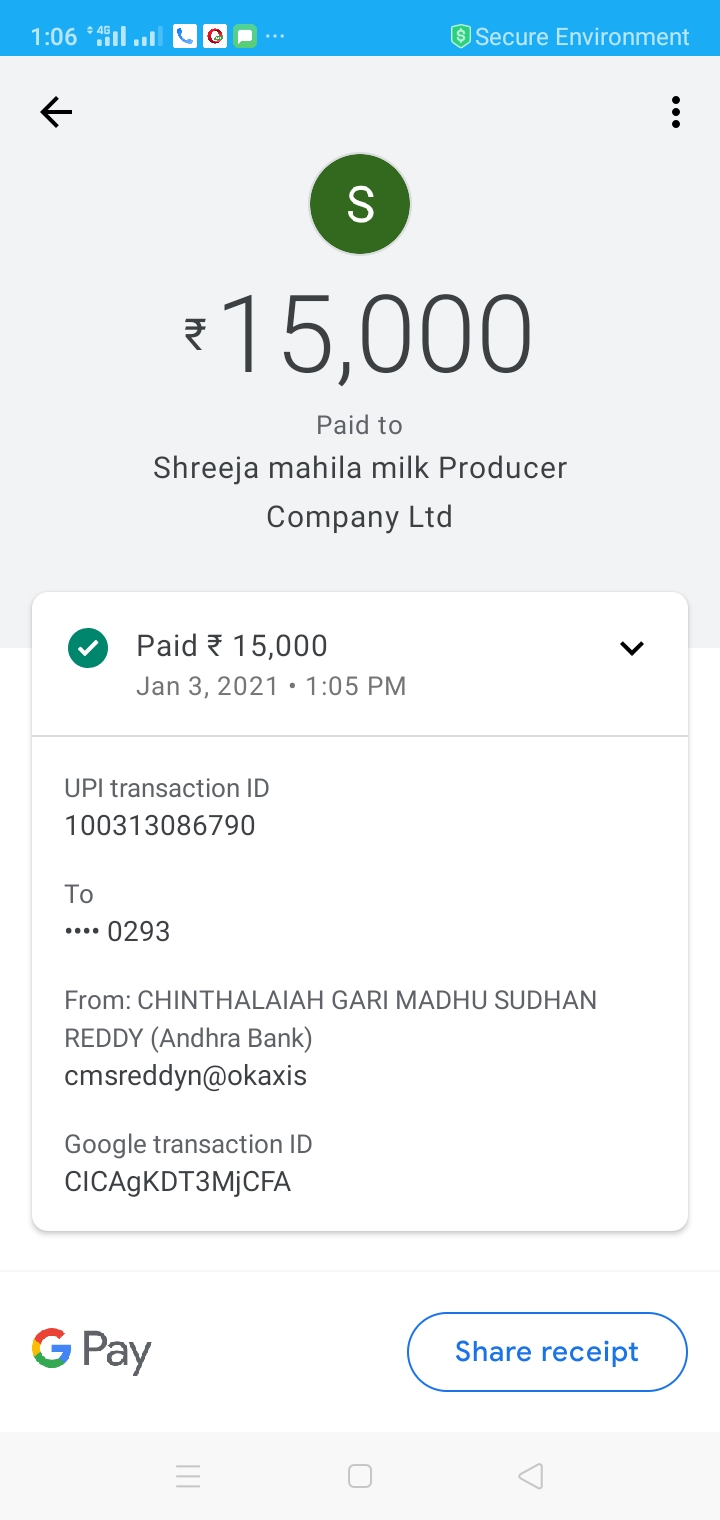 1:06 4G Secure Environment
S
₹15,000
Paid to
Shreeja mahila milk Producer
Company Ltd
Paid ₹ 15,000
Jan 3, 2021 • 1:05 PM
UPI transaction ID
100313086790
To
•••• 0293
From: CHINTHALAIAH GARI MADHU SUDHAN
REDDY (Andhra Bank)
cmsreddyn@okaxis
Google transaction ID
CICAgKDT3MjCFA
G Pay
Share receipt